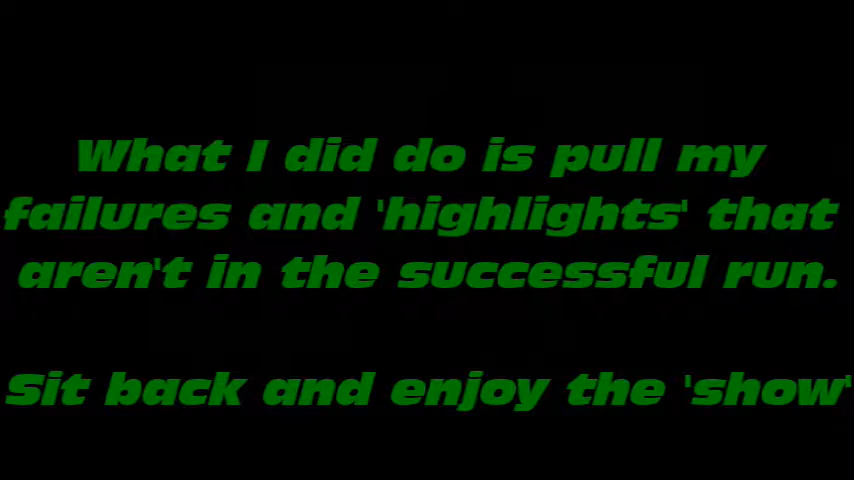 What I did do is pull my
failures and 'highlights' that
aren't in the successful run.
Sit back and enjoy the 'show'